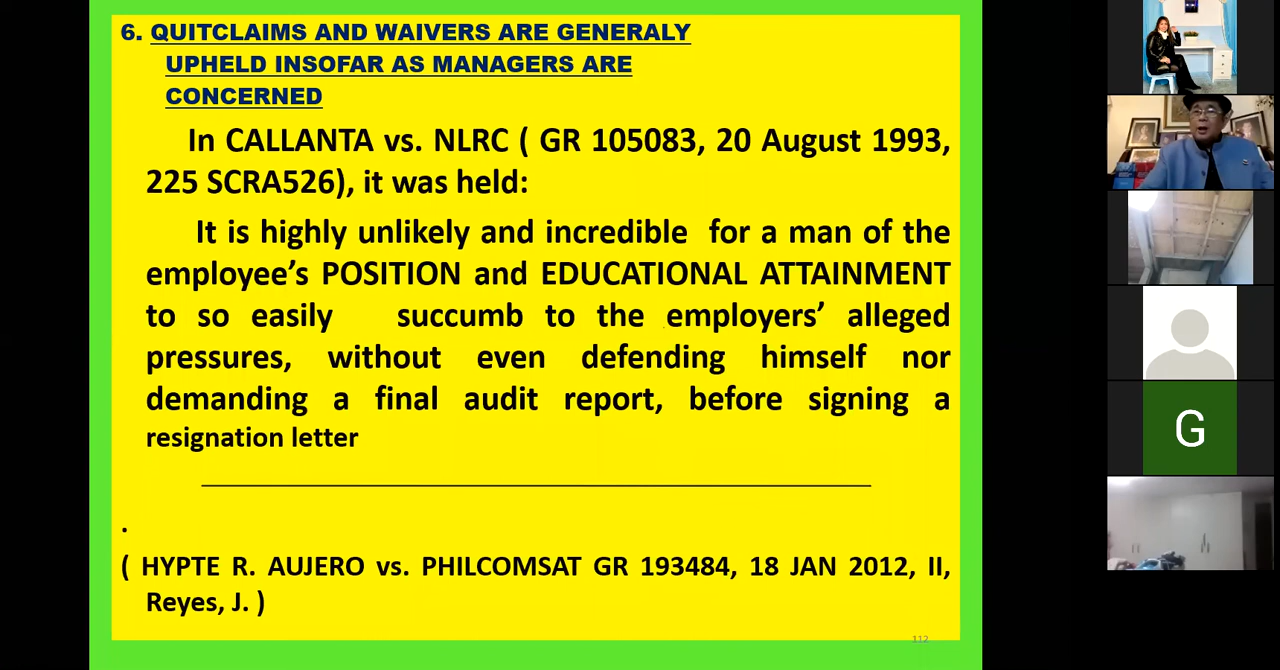 6. QUITCLAIMS AND WAIVERS ARE GENERALY
UPHELD INSOFAR AS MANAGERS ARE
CONCERNED
In CALLANTA vs. NLRC ( GR 105083, 20 August 1993,
225 SCRA526), it was held:
It is highly unlikely and incredible for a man of the
employee’s POSITION and EDUCATIONAL ATTAINMENT
to so easily succumb to the employers’ alleged
pressures, without even defending himself nor
demanding a final audit report, before signing a
resignation letter
.
( HYPTE R. AUJERO vs. PHILCOMSAT GR 193484, 18 JAN 2012, II,
Reyes, J. )
112
G